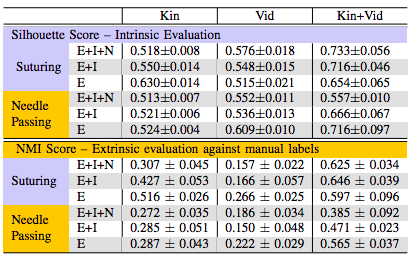 Kin Vid Kin+Vid
Silhouette Score – Intrinsic Evaluation
Suturing E+I+N 0.518±0.008 0.576±0.018 0.733±0.056
E+I 0.550±0.014 0.548±0.015 0.716±0.046
E 0.630±0.014 0.515±0.021 0.654±0.065
Needle Passing E+I+N 0.513±0.007 0.552±0.011 0.557±0.010
E+I 0.521±0.006 0.536±0.013 0.666±0.067
E 0.524±0.004 0.609±0.010 0.716±0.097
NMI Score – Extrinsic evaluation against manual labels
Suturing E+I+N 0.307 ± 0.045 0.157 ± 0.022 0.625 ± 0.034
E+I 0.427 ± 0.053 0.166 ± 0.057 0.646 ± 0.039
E 0.516 ± 0.026 0.266 ± 0.025 0.597 ± 0.096
Needle Passing E+I+N 0.272 ± 0.035 0.186 ± 0.034 0.385 ± 0.092
E+I 0.285 ± 0.051 0.150 ± 0.048 0.471 ± 0.023
E 0.287 ± 0.043 0.222 ± 0.029 0.565 ± 0.037